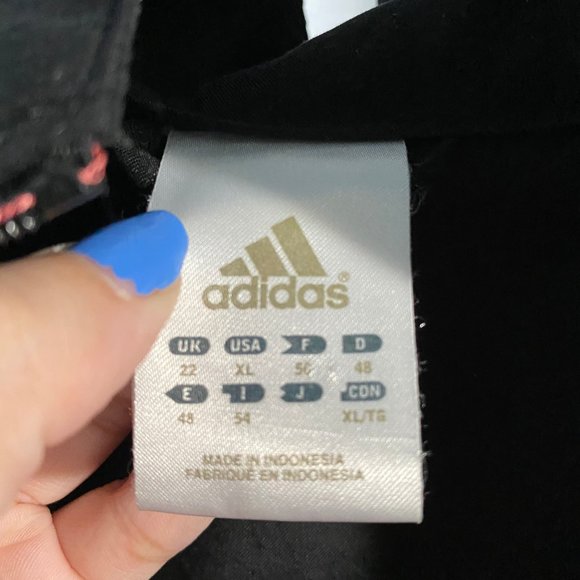 adidas®
UK USA F D
22 XL 50 48
E I J CDN
48 54 XL/TG
MADE IN INDONESIA
FABRIQUE EN INDONESIA